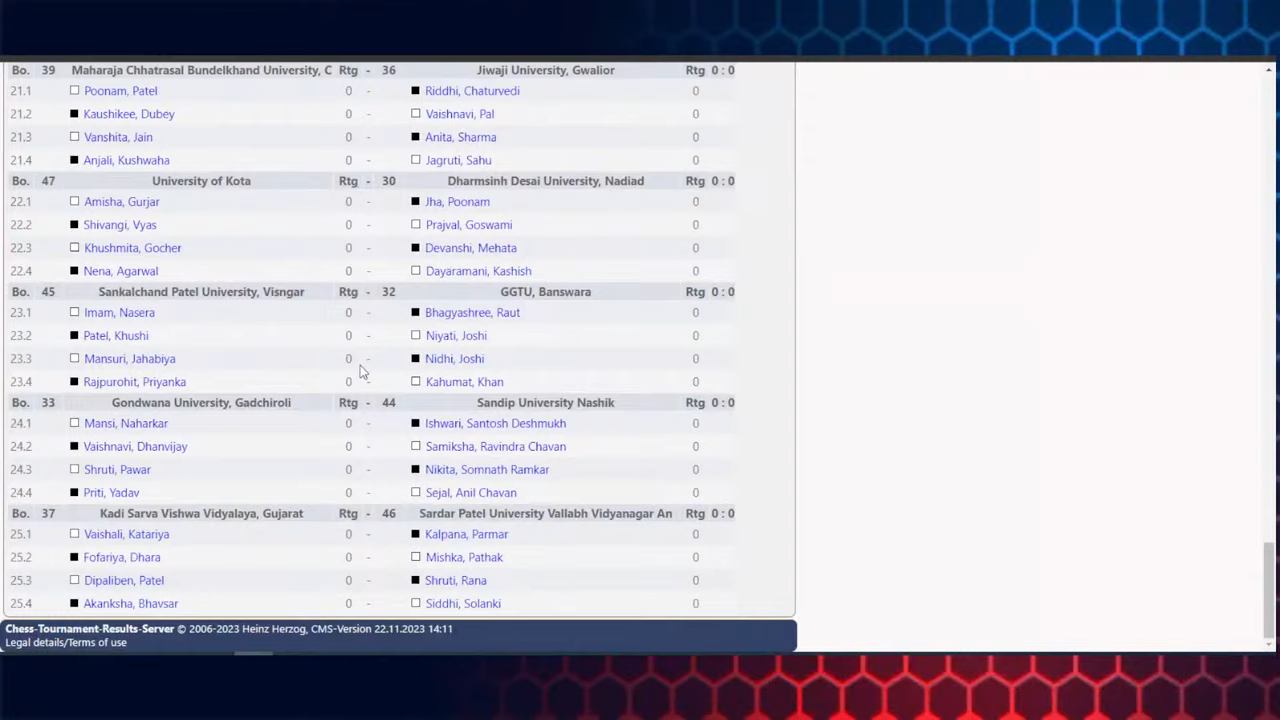 Bo. 39 Maharaja Chhatrasal Bundelkhand University, C Rtg - 36 Jiwaji University, Gwalior Rtg 0 : 0
21.1 Poonam, Patel 0 - Riddhi, Chaturvedi 0
21.2 Kaushikee, Dubey 0 - Vaishnavi, Pal 0
21.3 Vanshita, Jain 0 - Anita, Sharma 0
21.4 Anjali, Kushwaha 0 - Jagruti, Sahu 0
Bo. 47 University of Kota Rtg - 30 Dharmsinh Desai University, Nadiad Rtg 0 : 0
22.1 Amisha, Gurjar 0 - Jha, Poonam 0
22.2 Shivangi, Vyas 0 - Prajval, Goswami 0
22.3 Khushmita, Gocher 0 - Devanshi, Mehata 0
22.4 Nena, Agarwal 0 - Dayaramani, Kashish 0
Bo. 45 Sankalchand Patel University, Visngar Rtg - 32 GGTU, Banswara Rtg 0 : 0
23.1 Imam, Nasera 0 - Bhagyashree, Raut 0
23.2 Patel, Khushi 0 - Niyati, Joshi 0
23.3 Mansuri, Jahabiya 0 - Nidhi, Joshi 0
23.4 Rajpurohit, Priyanka 0 - Kahumat, Khan 0
Bo. 33 Gondwana University, Gadchiroli Rtg - 44 Sandip University Nashik Rtg 0 : 0
24.1 Mansi, Naharkar 0 - Ishwari, Santosh Deshmukh 0
24.2 Vaishnavi, Dhanvijay 0 - Samiksha, Ravindra Chavan 0
24.3 Shruti, Pawar 0 - Nikita, Somnath Ramkar 0
24.4 Priti, Yadav 0 - Sejal, Anil Chavan 0
Bo. 37 Kadi Sarva Vishwa Vidyalaya, Gujarat Rtg - 46 Sardar Patel University Vallabh Vidyanagar An Rtg 0 : 0
25.1 Vaishali, Katariya 0 - Kalpana, Parmar 0
25.2 Fofariya, Dhara 0 - Mishka, Pathak 0
25.3 Dipaliben, Patel 0 - Shruti, Rana 0
25.4 Akanksha, Bhavsar 0 - Siddhi, Solanki 0
Chess-Tournament-Results-Server © 2006-2023 Heinz Herzog, CMS-Version 22.11.2023 14:11
Legal details/Terms of use